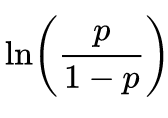 ln(p / (1 − p))